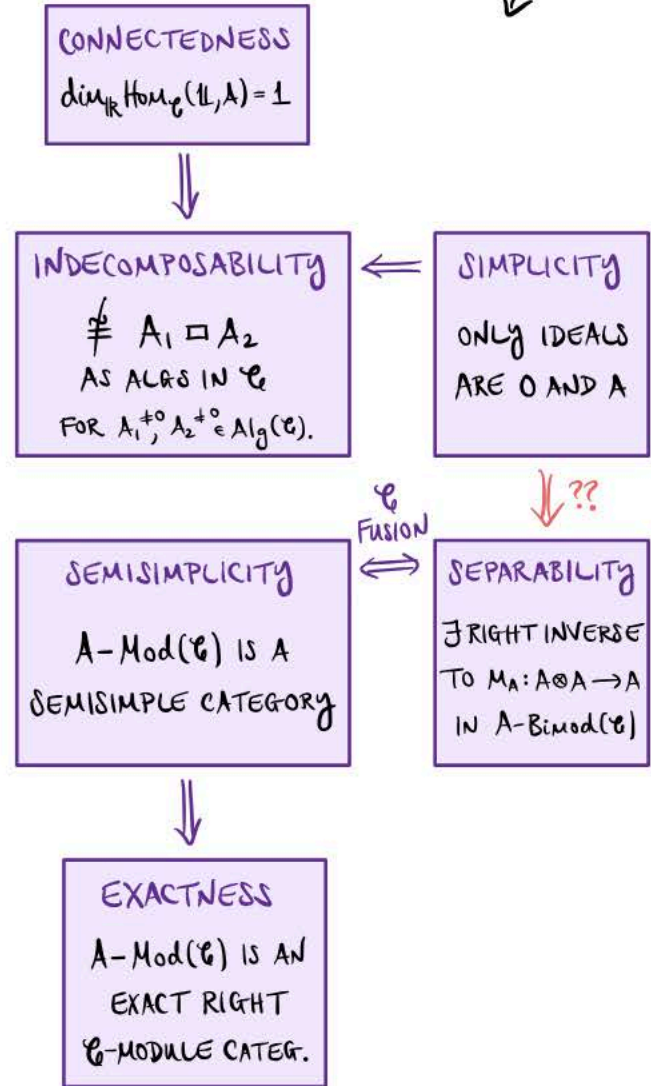 CONNECTEDNESS
dim_𝕜 Hom_𝒞(𝟙, A) = 1
⇓
INDECOMPOSABILITY
≇ A₁ □ A₂
AS ALGS IN 𝒞
FOR A₁^{≠0}, A₂^{≠0} ∈ Alg(𝒞).
⇐
SIMPLICITY
ONLY IDEALS
ARE 0 AND A
⇓ ??
SEMISIMPLICITY
A-Mod(𝒞) IS A
SEMISIMPLE CATEGORY
𝒞
FUSION
⇔
SEPARABILITY
∃ RIGHT INVERSE
TO M_A: A⊗A → A
IN A-Bimod(𝒞)
⇓
EXACTNESS
A-Mod(𝒞) IS AN
EXACT RIGHT
𝒞-MODULE CATEG.